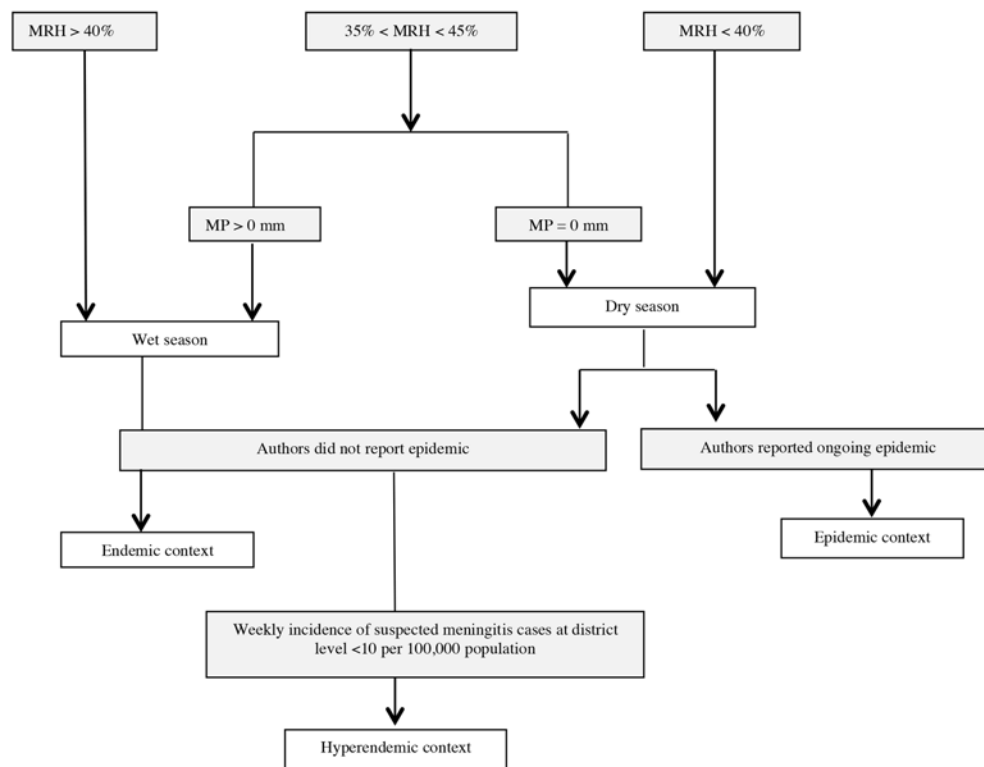 MRH > 40%
35% < MRH < 45%
MRH < 40%
MP > 0 mm
MP = 0 mm
Dry season
Wet season
Authors did not report epidemic
Authors reported ongoing epidemic
Endemic context
Epidemic context
Weekly incidence of suspected meningitis cases at district
level <10 per 100,000 population
Hyperendemic context